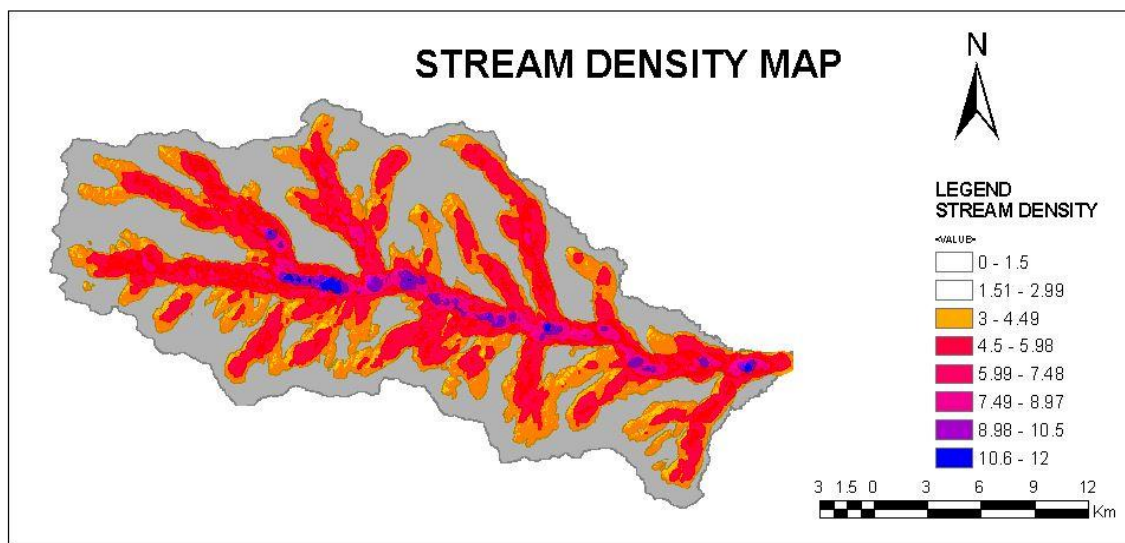 STREAM DENSITY MAP
N
LEGEND
STREAM DENSITY
<VALUE>
0 - 1.5
1.51 - 2.99
3 - 4.49
4.5 - 5.98
5.99 - 7.48
7.49 - 8.97
8.98 - 10.5
10.6 - 12
3 1.5 0 3 6 9 12
Km